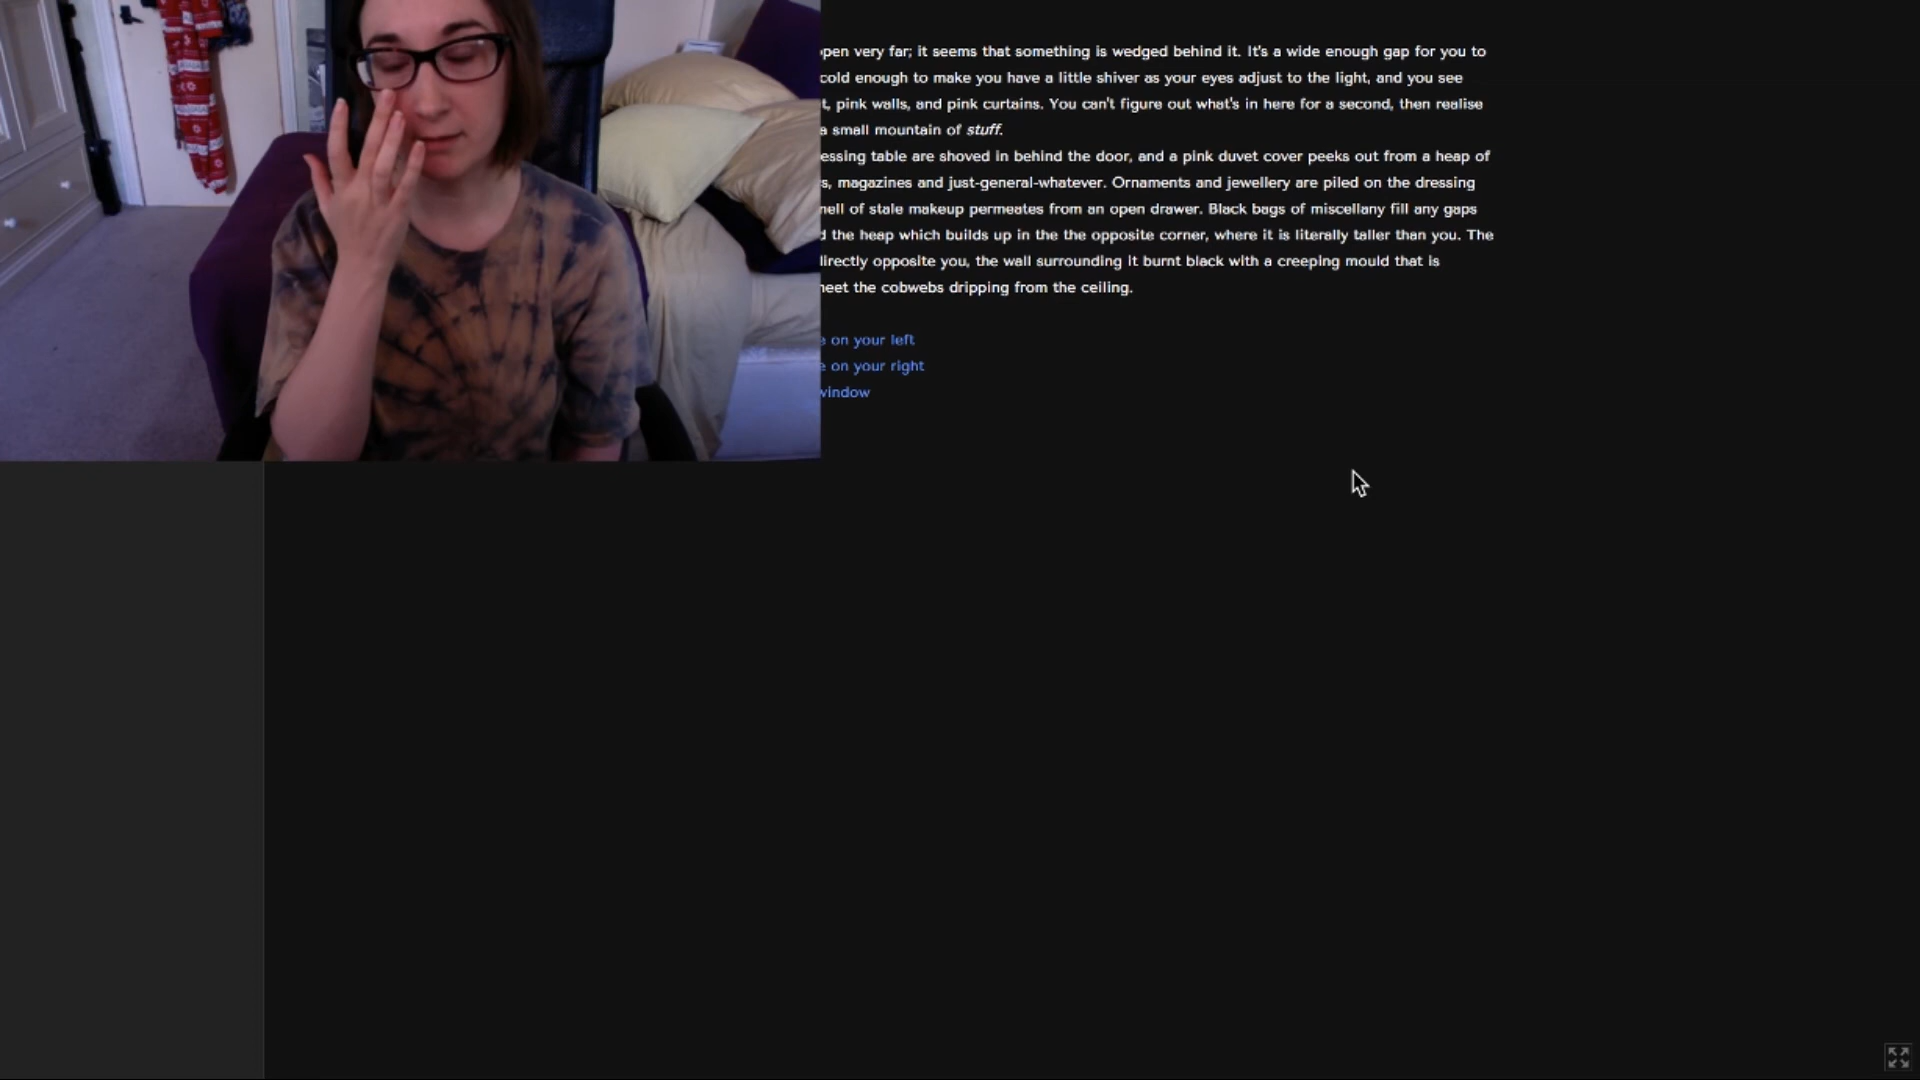 open very far; it seems that something is wedged behind it. It's a wide enough gap for you to
cold enough to make you have a little shiver as your eyes adjust to the light, and you see
t, pink walls, and pink curtains. You can't figure out what's in here for a second, then realise
a small mountain of stuff.
essing table are shoved in behind the door, and a pink duvet cover peeks out from a heap of
s, magazines and just-general-whatever. Ornaments and jewellery are piled on the dressing
nell of stale makeup permeates from an open drawer. Black bags of miscellany fill any gaps
d the heap which builds up in the the opposite corner, where it is literally taller than you. The
directly opposite you, the wall surrounding it burnt black with a creeping mould that is
meet the cobwebs dripping from the ceiling.
e on your left
e on your right
window